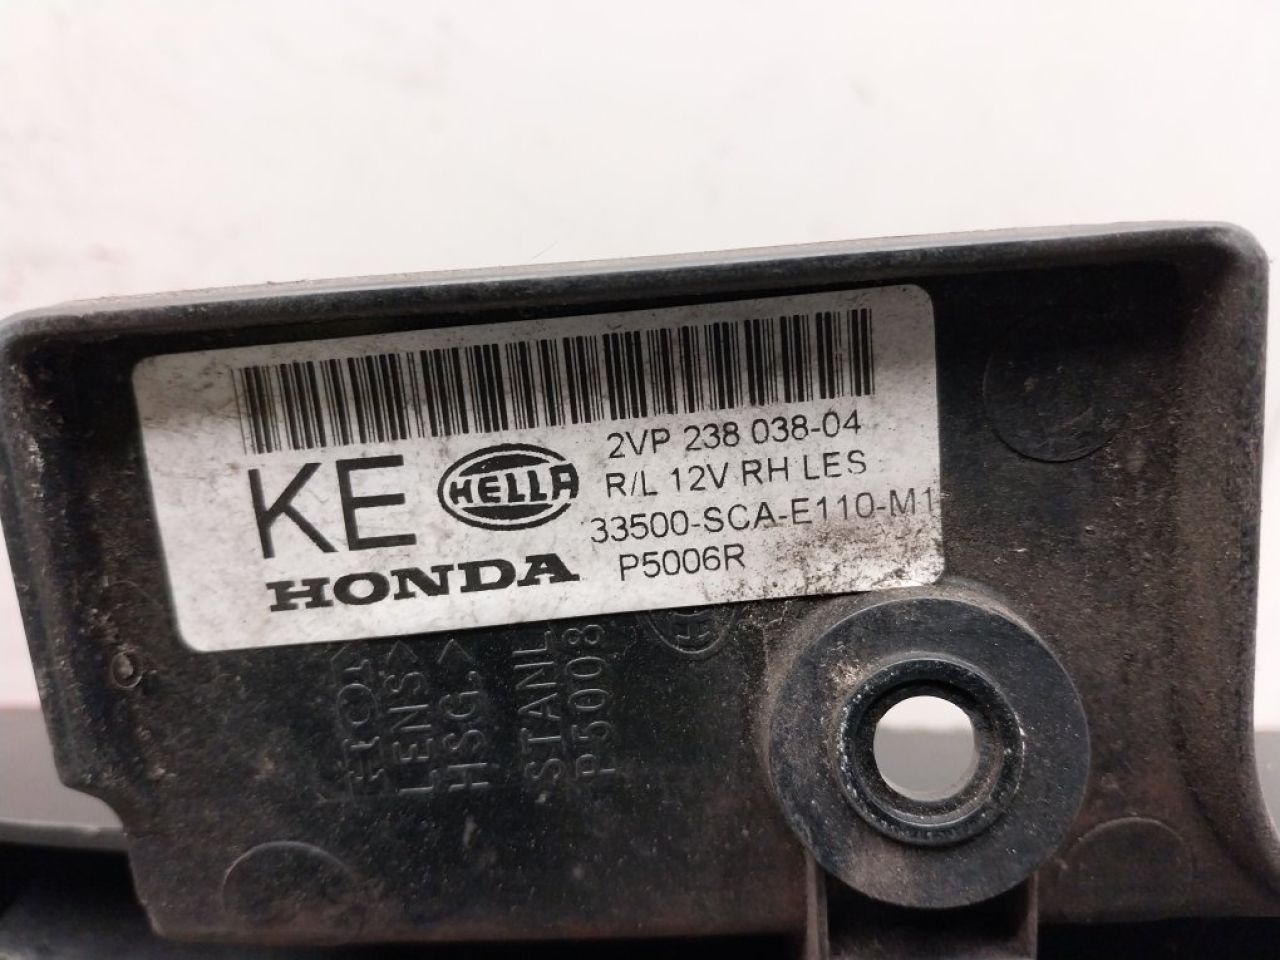 2VP 238 038-04
KE HELLA R/L 12V RH LES
33500-SCA-E110-M1
HONDA P5006R
LENS>
HSG.>
STANL
P5008